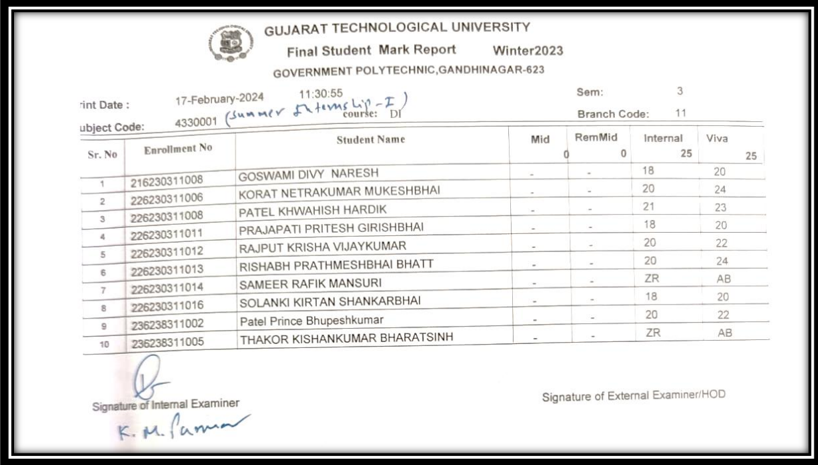 GUJARAT TECHNOLOGICAL UNIVERSITY
Final Student Mark Report Winter2023
GOVERNMENT POLYTECHNIC,GANDHINAGAR-623
rint Date : 17-February-2024 11:30:55 Sem: 3
ubject Code: 4330001 (Summer Internship-I) course: DI Branch Code: 11
Sr. No Enrollment No Student Name Mid RemMid Internal Viva
0 0 25 25
1 216230311008 GOSWAMI DIVY NARESH - - 18 20
2 226230311006 KORAT NETRAKUMAR MUKESHBHAI - - 20 24
3 226230311008 PATEL KHWAHISH HARDIK - - 21 23
4 226230311011 PRAJAPATI PRITESH GIRISHBHAI - - 18 20
5 226230311012 RAJPUT KRISHA VIJAYKUMAR - - 20 22
6 226230311013 RISHABH PRATHMESHBHAI BHATT - - 20 24
7 226230311014 SAMEER RAFIK MANSURI - - ZR AB
8 226230311016 SOLANKI KIRTAN SHANKARBHAI - - 18 20
9 236238311002 Patel Prince Bhupeshkumar - - 20 22
10 236238311005 THAKOR KISHANKUMAR BHARATSINH - - ZR AB
Signature of Internal Examiner Signature of External Examiner/HOD
K. M. Parmar